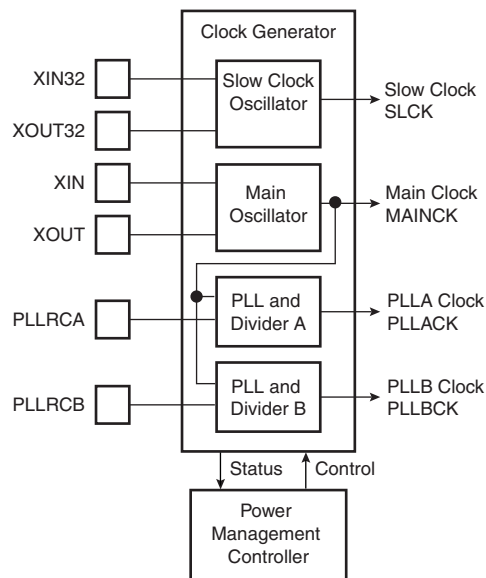 Clock Generator
XIN32
Slow Clock
Oscillator
Slow Clock
SLCK
XOUT32
XIN
Main
Oscillator
Main Clock
MAINCK
XOUT
PLLRCA
PLL and
Divider A
PLLA Clock
PLLACK
PLLRCB
PLL and
Divider B
PLLB Clock
PLLBCK
Status
Control
Power
Management
Controller